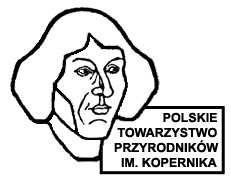 POLSKIE
TOWARZYSTWO
PRZYRODNIKÓW
IM. KOPERNIKA